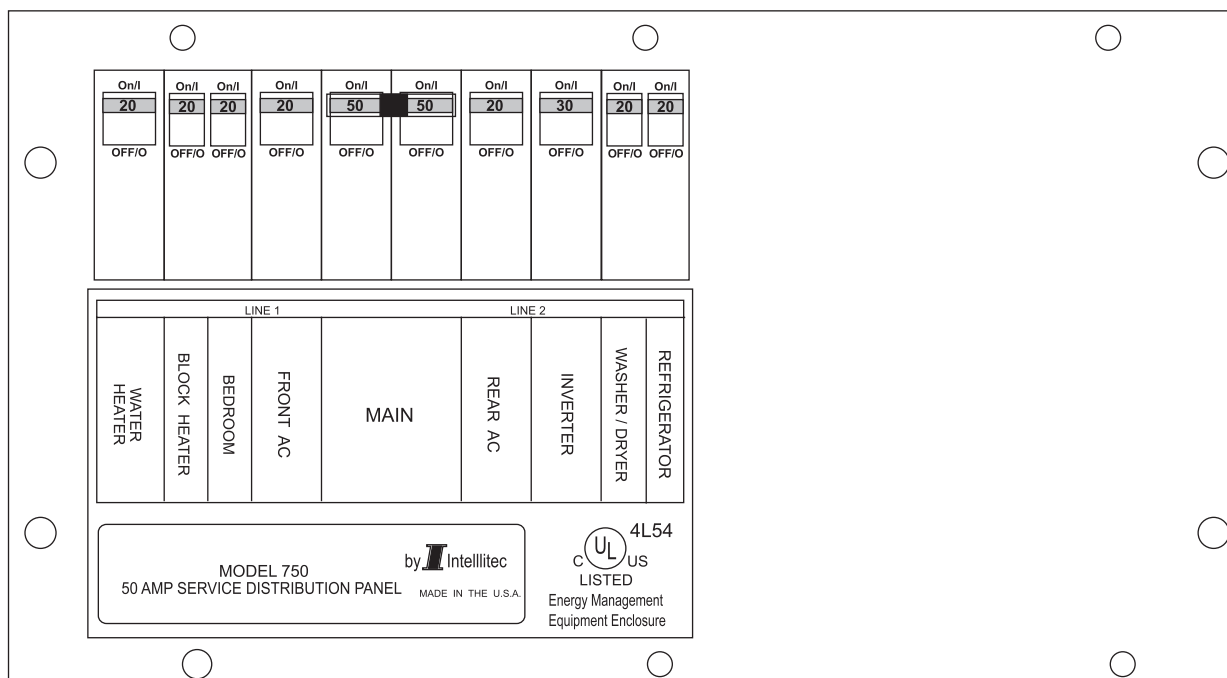 On/I On/I On/I On/I On/I On/I On/I On/I On/I On/I
20 20 20 20 50 50 20 30 20 20
OFF/O OFF/O OFF/O OFF/O OFF/O OFF/O OFF/O OFF/O OFF/O OFF/O
LINE 1 LINE 2
WATER
HEATER
BLOCK HEATER
BEDROOM
FRONT AC
MAIN
REAR AC
INVERTER
WASHER / DRYER
REFRIGERATOR
MODEL 750
50 AMP SERVICE DISTRIBUTION PANEL
by Intelllitec
MADE IN THE U.S.A.
4L54
C UL US
LISTED
Energy Management
Equipment Enclosure